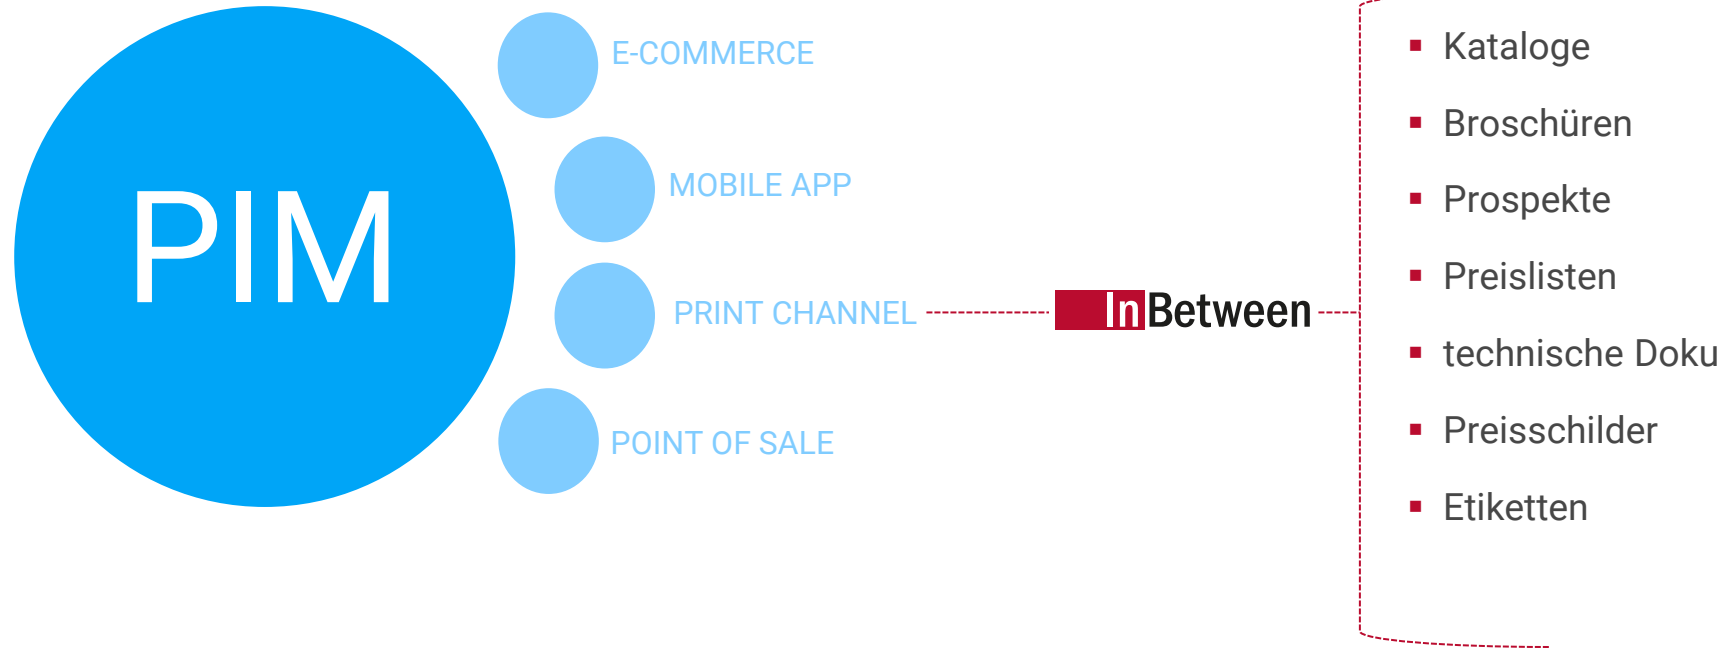 PIM
E-COMMERCE
MOBILE APP
PRINT CHANNEL
POINT OF SALE
InBetween
Kataloge
Broschüren
Prospekte
Preislisten
technische Doku
Preisschilder
Etiketten